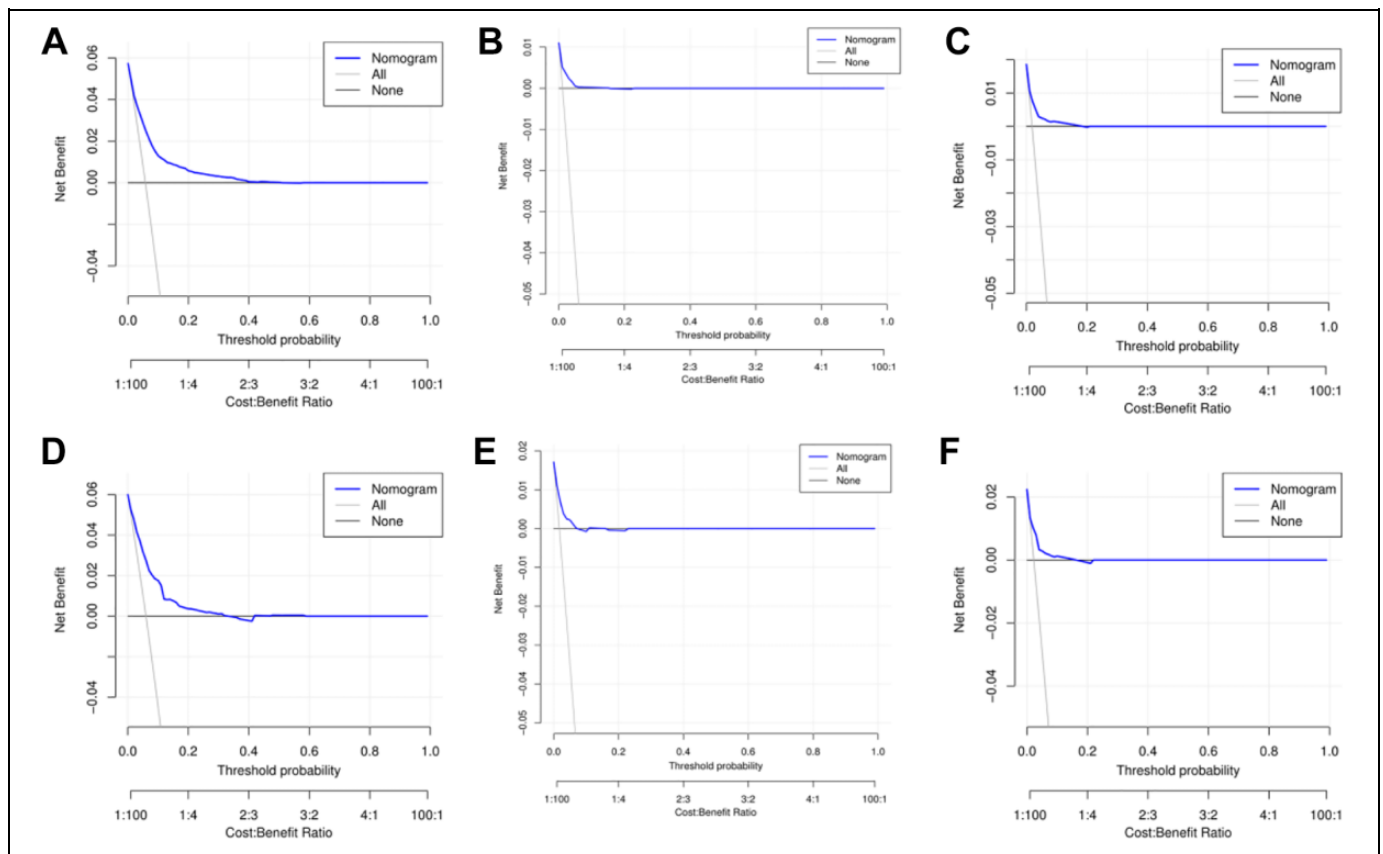 A
Nomogram
All
None
0.06
0.04
0.02
0.00
−0.04
Net Benefit
0.0 0.2 0.4 0.6 0.8 1.0
Threshold probability
1:100 1:4 2:3 3:2 4:1 100:1
Cost:Benefit Ratio
B
Nomogram
All
None
0.01
0.00
−0.01
−0.02
−0.03
−0.04
−0.05
Net Benefit
0.0 0.2 0.4 0.6 0.8 1.0
Threshold probability
1:100 1:4 2:3 3:2 4:1 100:1
Cost:Benefit Ratio
C
Nomogram
All
None
0.01
−0.01
−0.03
−0.05
Net Benefit
0.0 0.2 0.4 0.6 0.8 1.0
Threshold probability
1:100 1:4 2:3 3:2 4:1 100:1
Cost:Benefit Ratio
D
Nomogram
All
None
0.06
0.04
0.02
0.00
−0.04
Net Benefit
0.0 0.2 0.4 0.6 0.8 1.0
Threshold probability
1:100 1:4 2:3 3:2 4:1 100:1
Cost:Benefit Ratio
E
Nomogram
All
None
0.02
0.01
0.00
−0.01
−0.02
−0.03
−0.04
−0.05
Net Benefit
0.0 0.2 0.4 0.6 0.8 1.0
Threshold probability
1:100 1:4 2:3 3:2 4:1 100:1
Cost:Benefit Ratio
F
Nomogram
All
None
0.02
0.00
−0.02
−0.04
Net Benefit
0.0 0.2 0.4 0.6 0.8 1.0
Threshold probability
1:100 1:4 2:3 3:2 4:1 100:1
Cost:Benefit Ratio